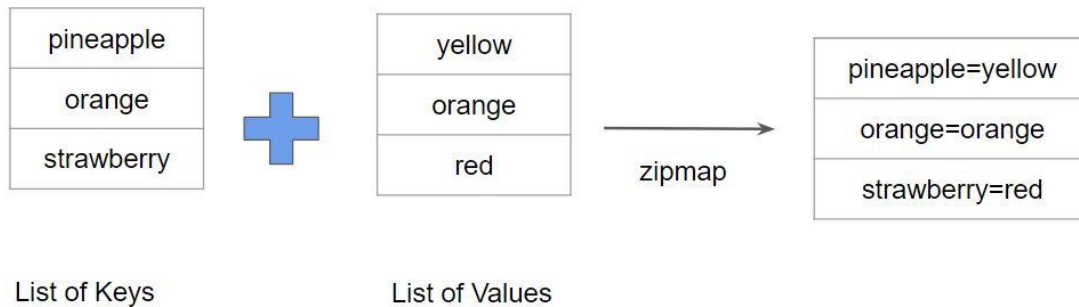 pineapple
orange
strawberry
yellow
orange
red
zipmap
pineapple=yellow
orange=orange
strawberry=red
List of Keys
List of Values